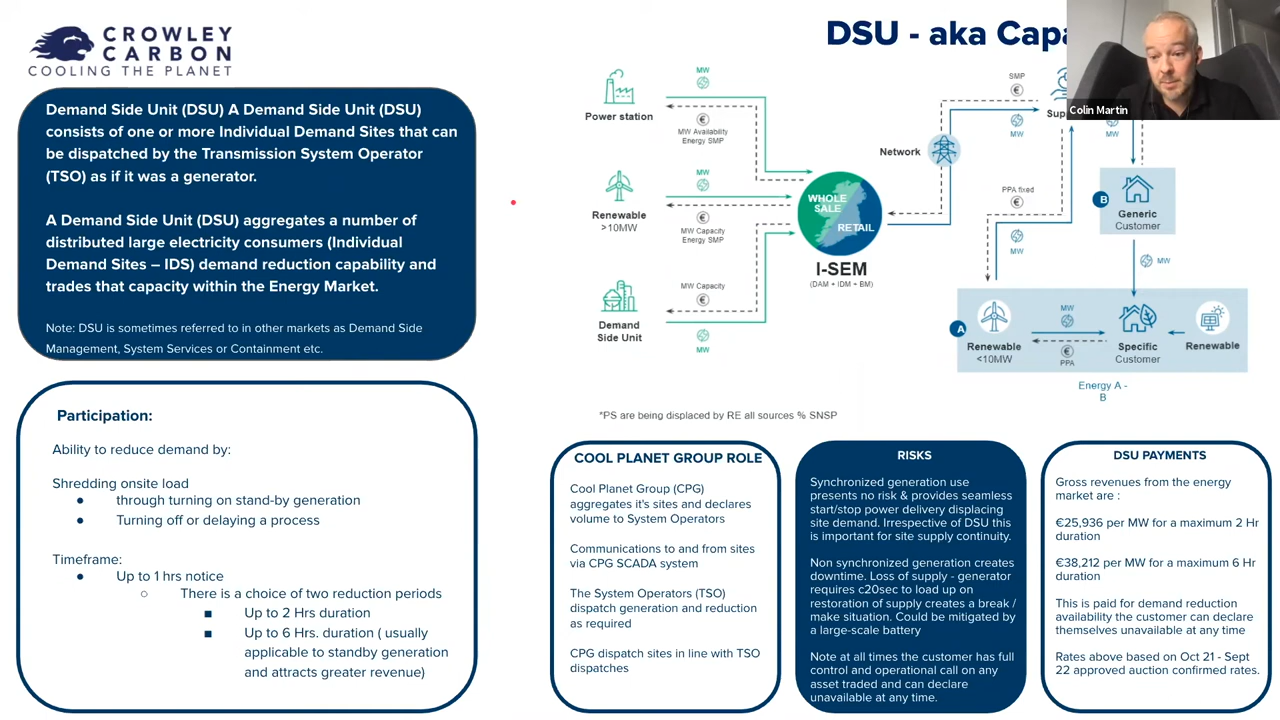 CROWLEY
CARBON
COOLING THE PLANET
DSU - aka
Colin Martin
Demand Side Unit (DSU) A Demand Side Unit (DSU)
consists of one or more Individual Demand Sites that can
be dispatched by the Transmission System Operator
(TSO) as if it was a generator.
A Demand Side Unit (DSU) aggregates a number of
distributed large electricity consumers (Individual
Demand Sites – IDS) demand reduction capability and
trades that capacity within the Energy Market.
Note: DSU is sometimes referred to in other markets as Demand Side
Management, System Services or Containment etc.
Participation:
Ability to reduce demand by:
Shredding onsite load
● through turning on stand-by generation
● Turning off or delaying a process
Timeframe:
● Up to 1 hrs notice
○ There is a choice of two reduction periods
■ Up to 2 Hrs duration
■ Up to 6 Hrs. duration ( usually
applicable to standby generation
and attracts greater revenue)
Power station
MW
€
MW Availability
Energy SMP
Renewable
>10MW
MW
€
MW Capacity
Energy SMP
Demand
Side Unit
MW Capacity
€
MW
WHOLE
SALE
RETAIL
I-SEM
(DAM + IDM + BM)
Network
SMP
€
MW
MW
PPA fixed
€
MW
B
Generic
Customer
MW
A
Renewable
<10MW
MW
€
PPA
Specific
Customer
Renewable
Energy A -
B
*PS are being displaced by RE all sources % SNSP
COOL PLANET GROUP ROLE
Cool Planet Group (CPG)
aggregates it's sites and declares
volume to System Operators
Communications to and from sites
via CPG SCADA system
The System Operators (TSO)
dispatch generation and reduction
as required
CPG dispatch sites in line with TSO
dispatches
RISKS
Synchronized generation use
presents no risk & provides seamless
start/stop power delivery displacing
site demand. Irrespective of DSU this
is important for site supply continuity.
Non synchronized generation creates
downtime. Loss of supply - generator
requires c20sec to load up on
restoration of supply creates a break /
make situation. Could be mitigated by
a large-scale battery
Note at all times the customer has full
control and operational call on any
asset traded and can declare
unavailable at any time.
DSU PAYMENTS
Gross revenues from the energy
market are :
€25,936 per MW for a maximum 2 Hr
duration
€38,212 per MW for a maximum 6 Hr
duration
This is paid for demand reduction
availability the customer can declare
themselves unavailable at any time
Rates above based on Oct 21 - Sept
22 approved auction confirmed rates.